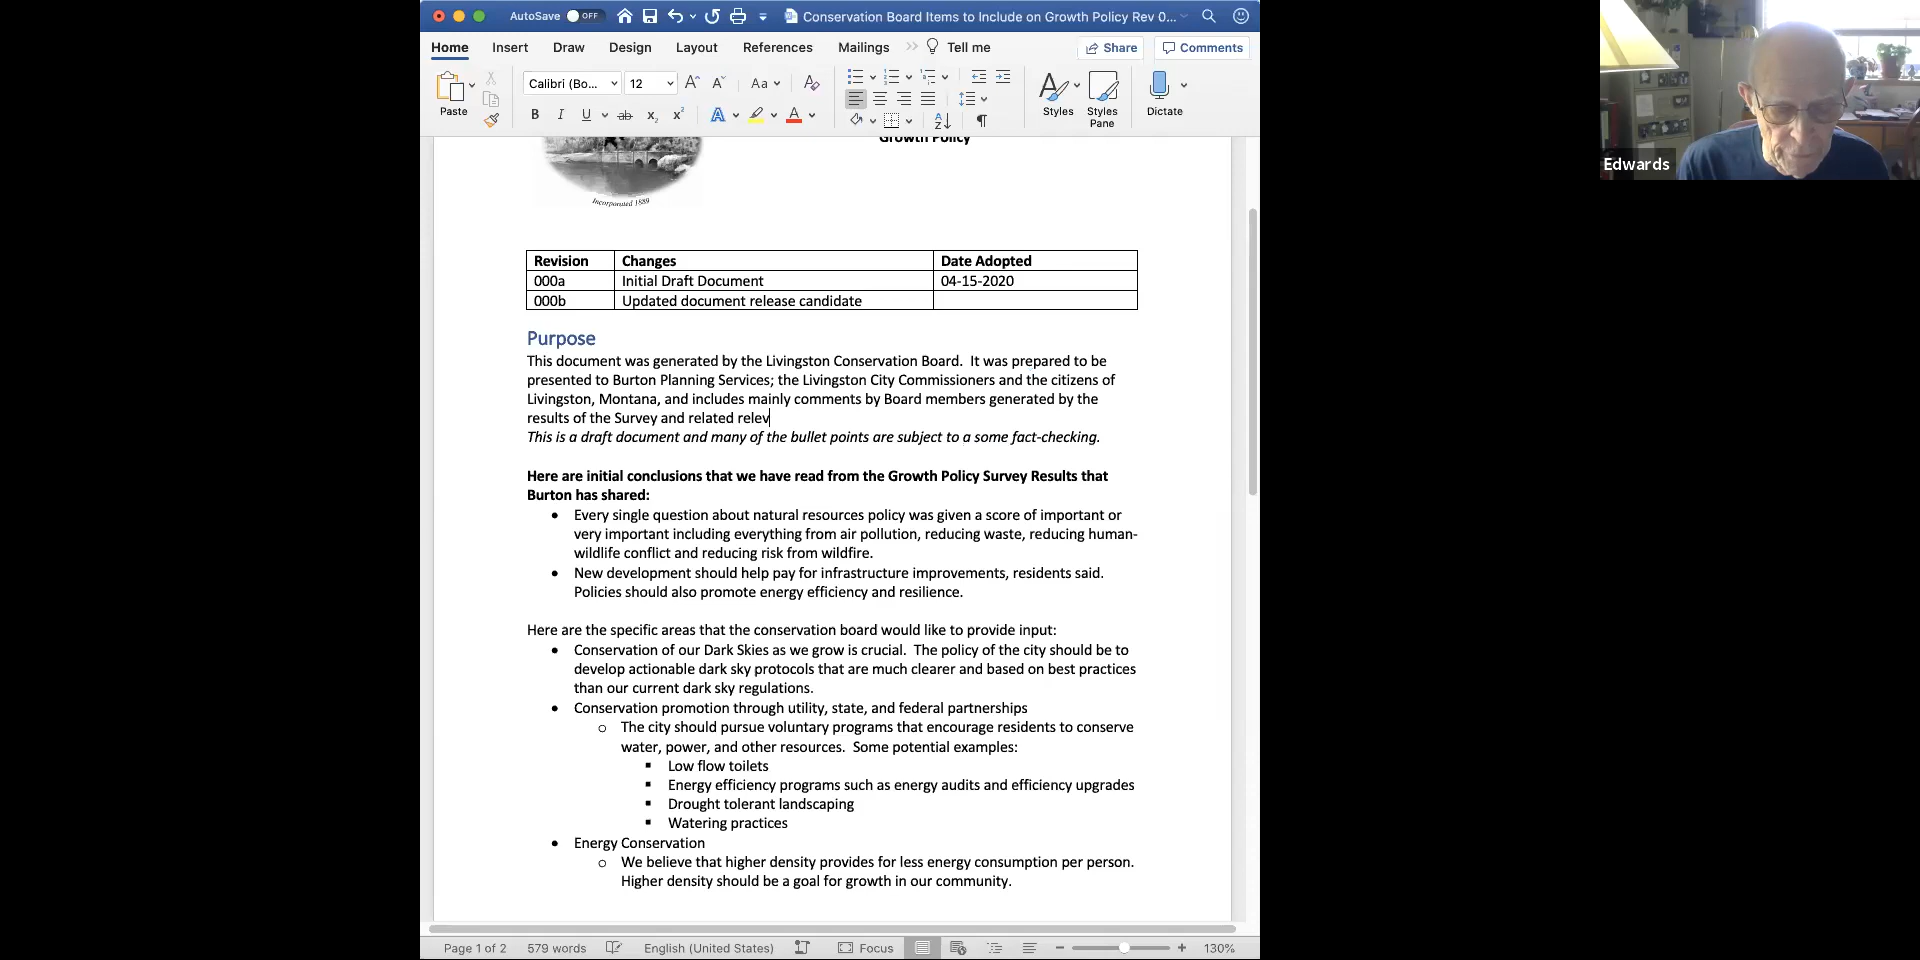 AutoSave OFF Conservation Board Items to Include on Growth Policy Rev 0...
Home Insert Draw Design Layout References Mailings Tell me Share Comments
Paste Calibri (Bo... 12 Aa Styles Styles Pane Dictate
Edwards
Growth Policy
Incorporated 1889
Revision Changes Date Adopted
000a Initial Draft Document 04-15-2020
000b Updated document release candidate
Purpose
This document was generated by the Livingston Conservation Board.  It was prepared to be
presented to Burton Planning Services; the Livingston City Commissioners and the citizens of
Livingston, Montana, and includes mainly comments by Board members generated by the
results of the Survey and related relev
This is a draft document and many of the bullet points are subject to a some fact-checking.
Here are initial conclusions that we have read from the Growth Policy Survey Results that
Burton has shared:
• Every single question about natural resources policy was given a score of important or
very important including everything from air pollution, reducing waste, reducing human-
wildlife conflict and reducing risk from wildfire.
• New development should help pay for infrastructure improvements, residents said.
Policies should also promote energy efficiency and resilience.
Here are the specific areas that the conservation board would like to provide input:
• Conservation of our Dark Skies as we grow is crucial.  The policy of the city should be to
develop actionable dark sky protocols that are much clearer and based on best practices
than our current dark sky regulations.
• Conservation promotion through utility, state, and federal partnerships
o The city should pursue voluntary programs that encourage residents to conserve
water, power, and other resources.  Some potential examples:
▪ Low flow toilets
▪ Energy efficiency programs such as energy audits and efficiency upgrades
▪ Drought tolerant landscaping
▪ Watering practices
• Energy Conservation
o We believe that higher density provides for less energy consumption per person.
Higher density should be a goal for growth in our community.
Page 1 of 2 579 words English (United States) Focus 130%